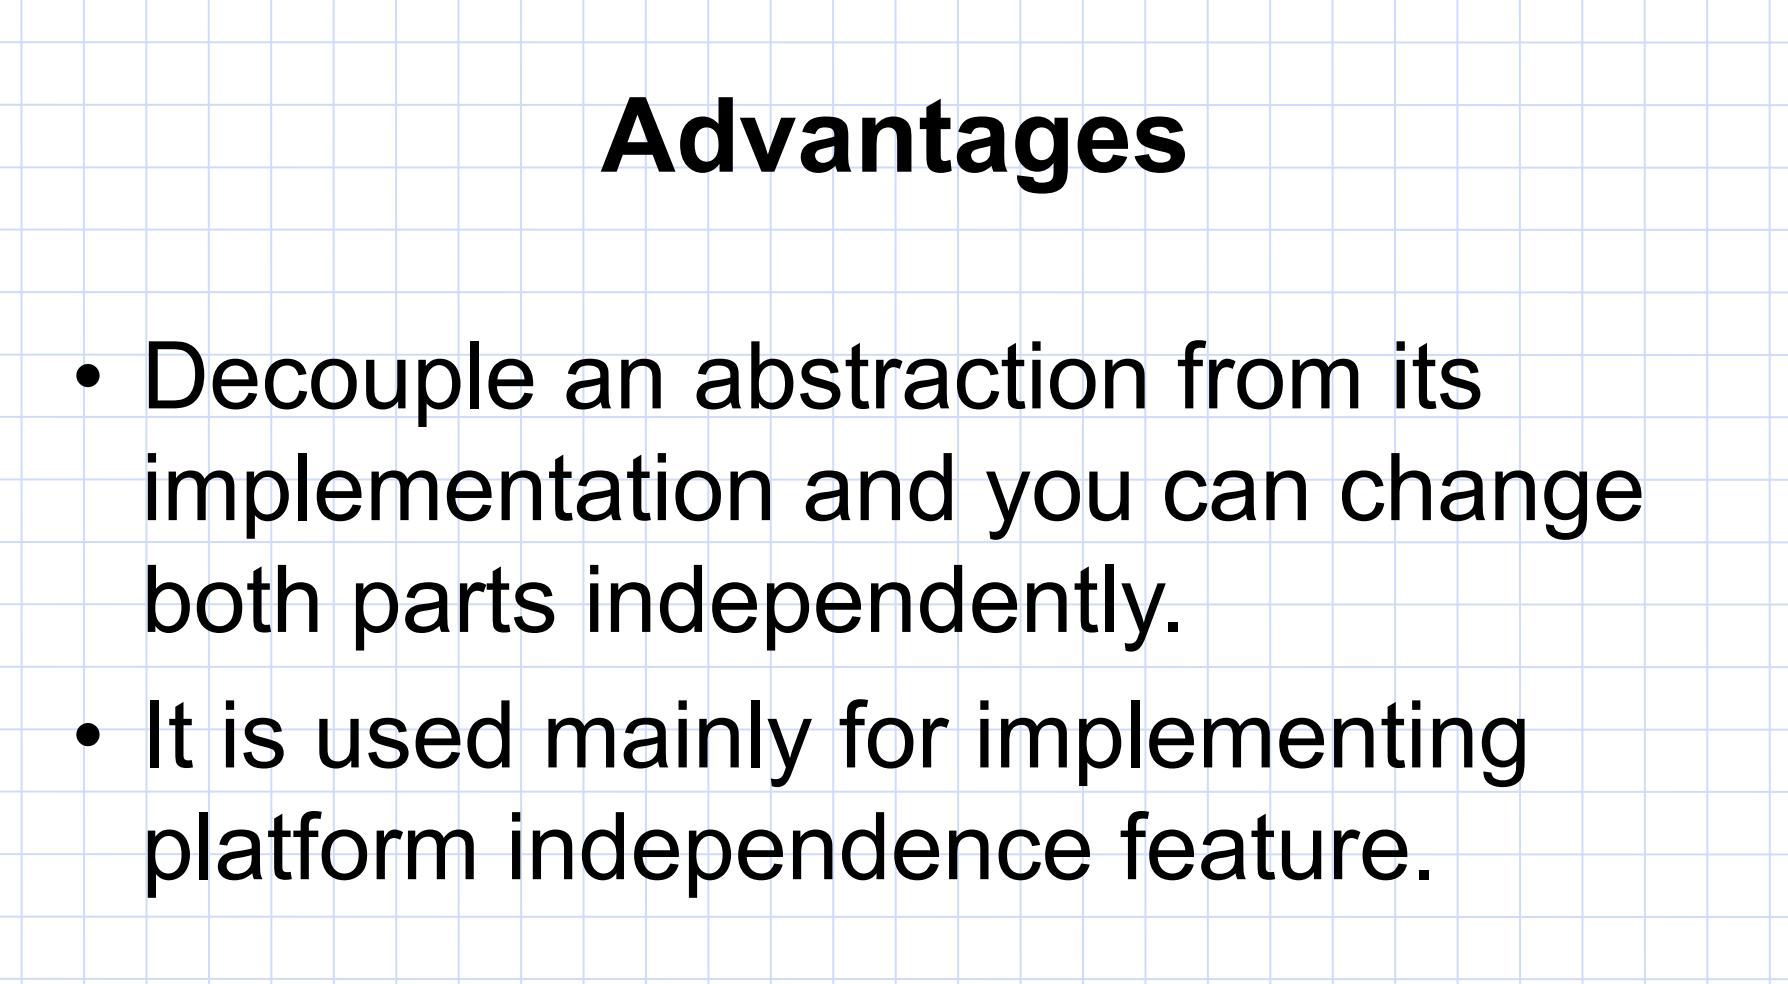 Advantages
• Decouple an abstraction from its
implementation and you can change
both parts independently.
• It is used mainly for implementing
platform independence feature.